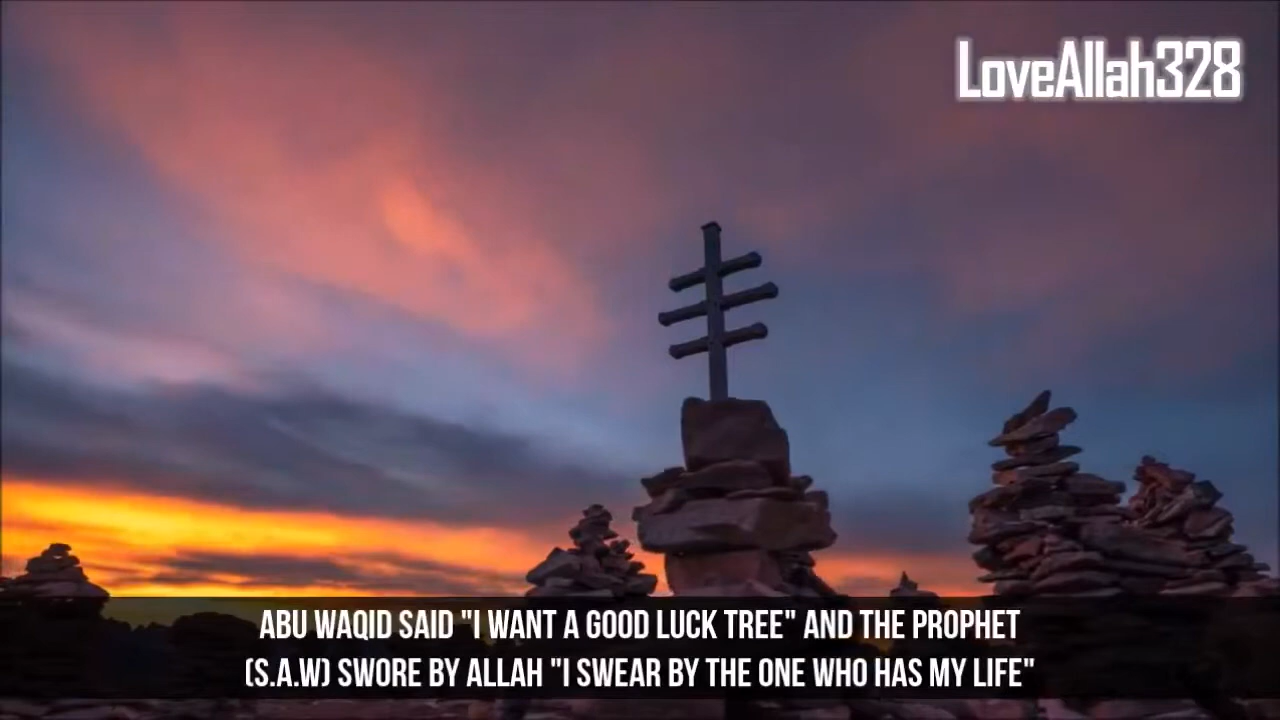 LoveAllah328
ABU WAQID SAID "I WANT A GOOD LUCK TREE" AND THE PROPHET
(S.A.W) SWORE BY ALLAH "I SWEAR BY THE ONE WHO HAS MY LIFE"